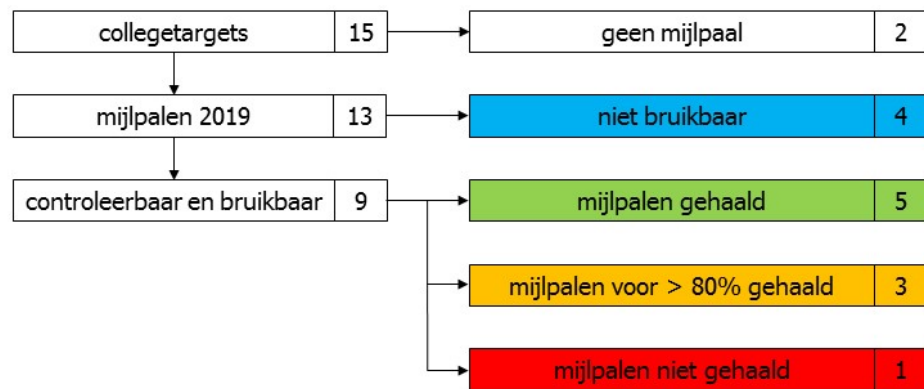 collegetargets 15 geen mijlpaal 2
mijlpalen 2019 13 niet bruikbaar 4
controleerbaar en bruikbaar 9 mijlpalen gehaald 5
mijlpalen voor > 80% gehaald 3
mijlpalen niet gehaald 1